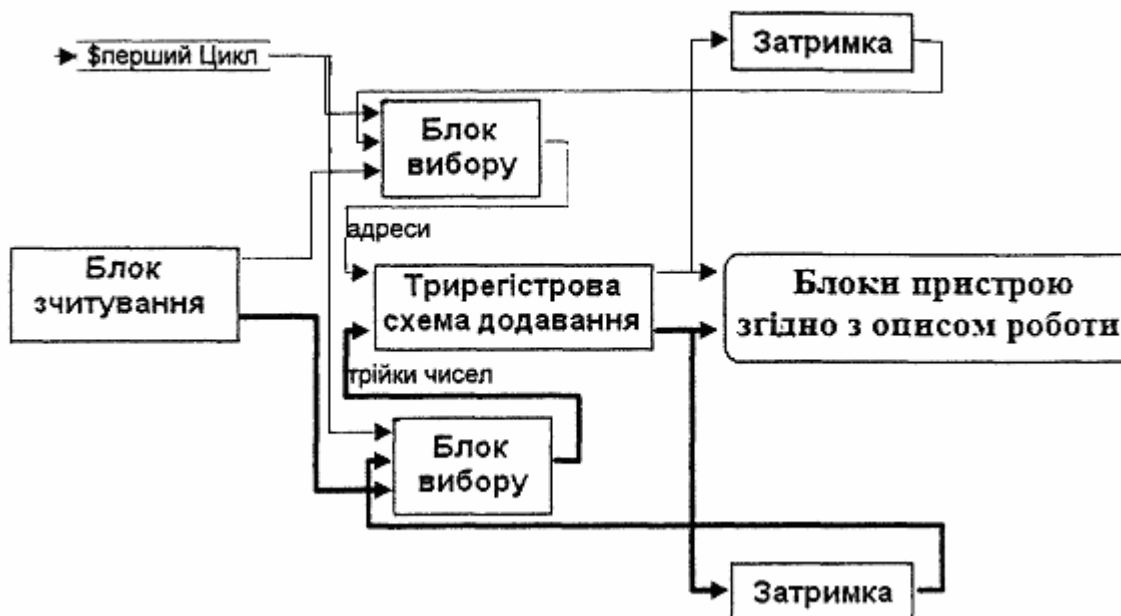 Затримка
$перший Цикл
Блок
вибору
адреси
Блок
зчитування
Трирегістрова
схема додавання
Блоки пристрою
згідно з описом роботи
трійки чисел
Блок
вибору
Затримка